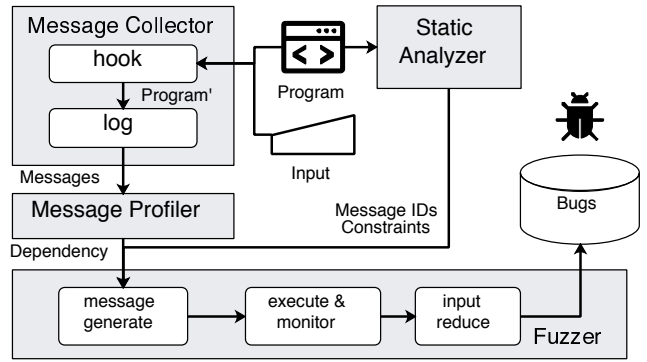 Message Collector
hook
Program'
log
Messages
Program
Input
Static
Analyzer
Message Profiler
Message IDs
Constraints
Dependency
Bugs
message
generate
execute &
monitor
input
reduce
Fuzzer